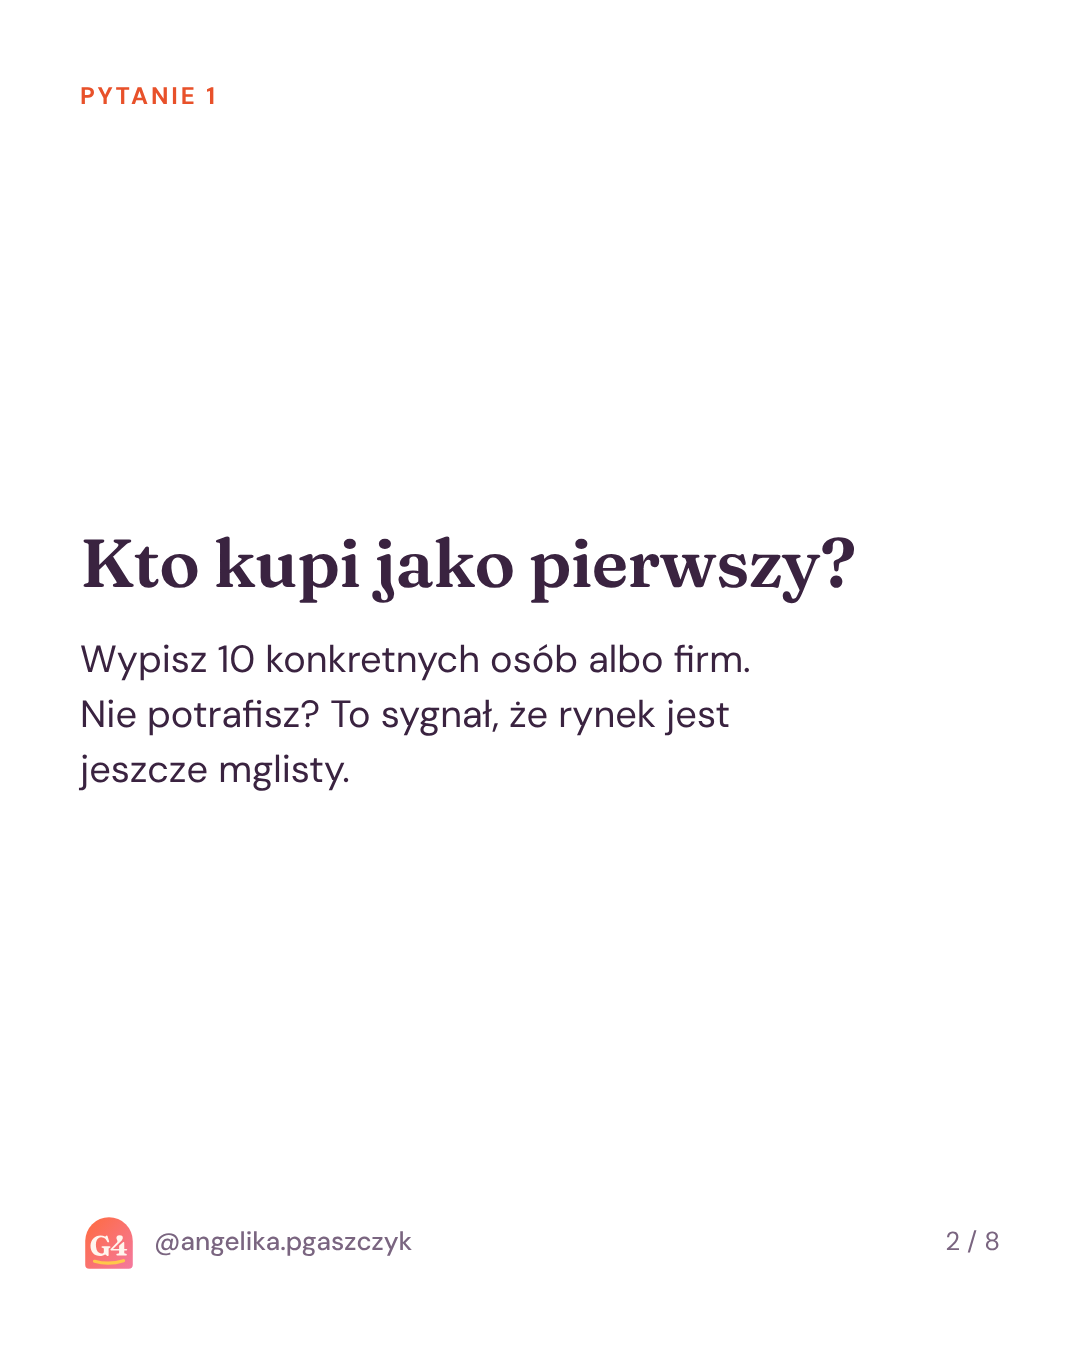 PYTANIE 1
Kto kupi jako pierwszy?
Wypisz 10 konkretnych osób albo firm.
Nie potrafisz? To sygnał, że rynek jest
jeszcze mglisty.
G4 @angelika.pgaszczyk 2 / 8